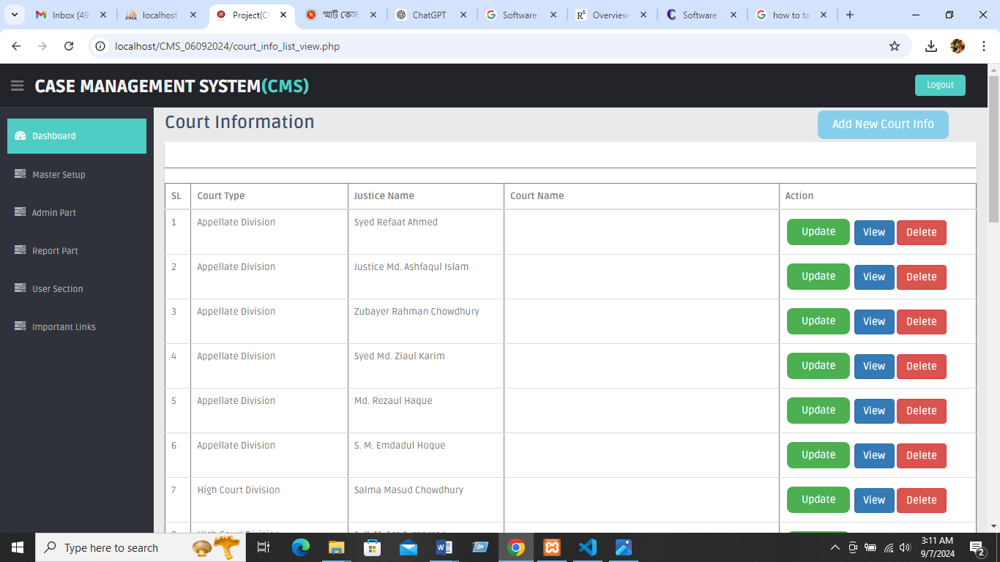 Inbox (49
localhost
Project(CM
স্মার্ট কেস
ChatGPT
Software
Overview
Software
how to ta
localhost/CMS_06092024/court_info_list_view.php
CASE MANAGEMENT SYSTEM(CMS)
Logout
Dashboard
Master Setup
Admin Part
Report Part
User Section
Important Links
Court Information
Add New Court Info
SL Court Type Justice Name Court Name Action
1 Appellate Division Syed Refaat Ahmed Update View Delete
2 Appellate Division Justice Md. Ashfaqul Islam Update View Delete
3 Appellate Division Zubayer Rahman Chowdhury Update View Delete
4 Appellate Division Syed Md. Ziaul Karim Update View Delete
5 Appellate Division Md. Rezaul Haque Update View Delete
6 Appellate Division S. M. Emdadul Hoque Update View Delete
7 High Court Division Salma Masud Chowdhury Update View Delete
Type here to search
3:11 AM
9/7/2024
2